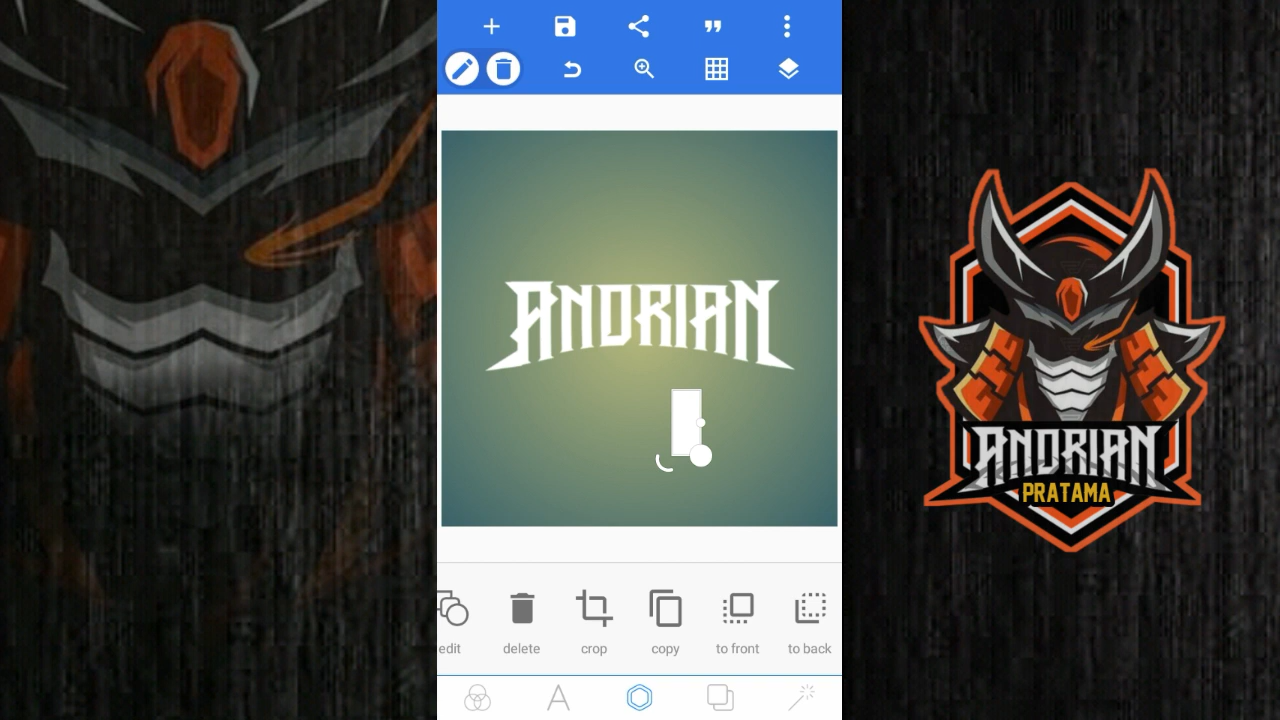 ANDRIAN
edit
delete
crop
copy
to front
to back
ANDRIAN
PRATAMA